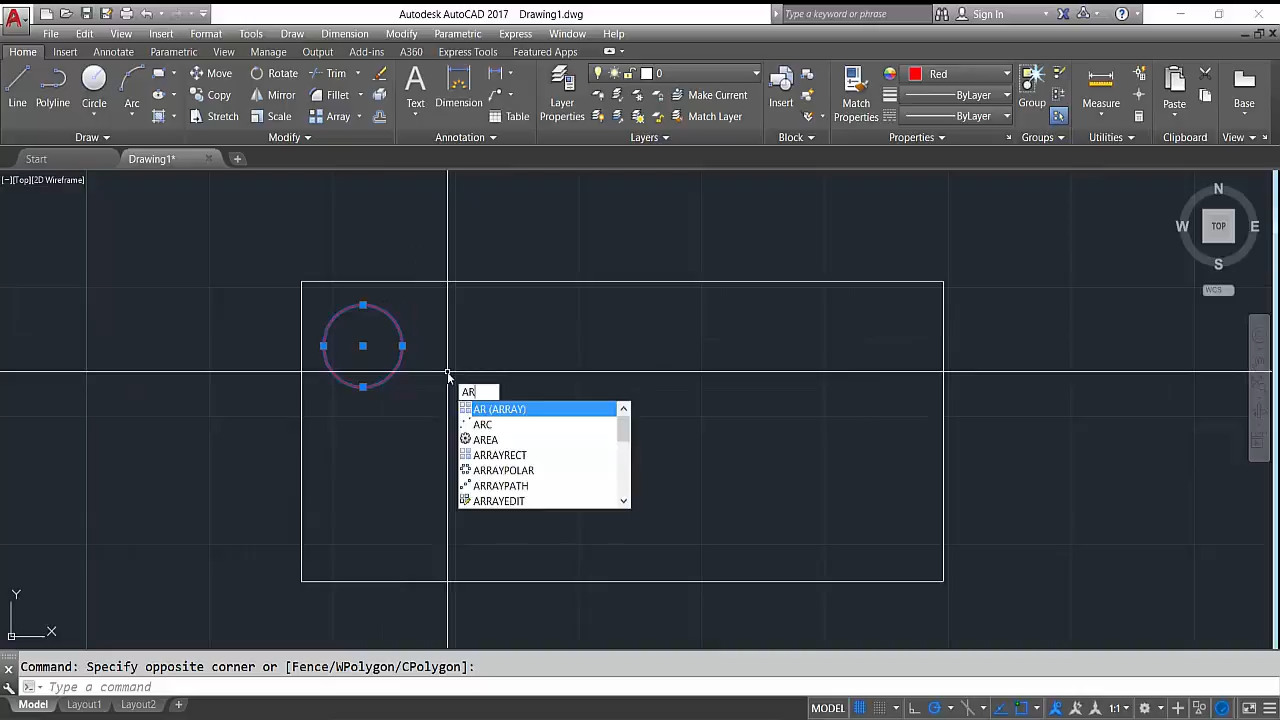 Autodesk AutoCAD 2017 Drawing1.dwg
Type a keyword or phrase
Sign In
File Edit View Insert Format Tools Draw Dimension Modify Parametric Express Window Help
Home Insert Annotate Parametric View Manage Output Add-ins A360 Express Tools Featured Apps
Move Rotate Trim
Copy Mirror Fillet
Stretch Scale Array
Line Polyline Circle Arc
Text Dimension
Table
Layer Properties
0
Make Current
Match Layer
Insert
Match Properties
Red
ByLayer
ByLayer
Group
Measure
Paste
Base
Draw Modify Annotation Layers Block Properties Groups Utilities Clipboard View
Start Drawing1*
[−][Top][2D Wireframe]
N
W TOP E
S
WCS
AR
AR (ARRAY)
ARC
AREA
ARRAYRECT
ARRAYPOLAR
ARRAYPATH
ARRAYEDIT
Y
X
Command: Specify opposite corner or [Fence/WPolygon/CPolygon]:
Type a command
Model Layout1 Layout2
MODEL 1:1